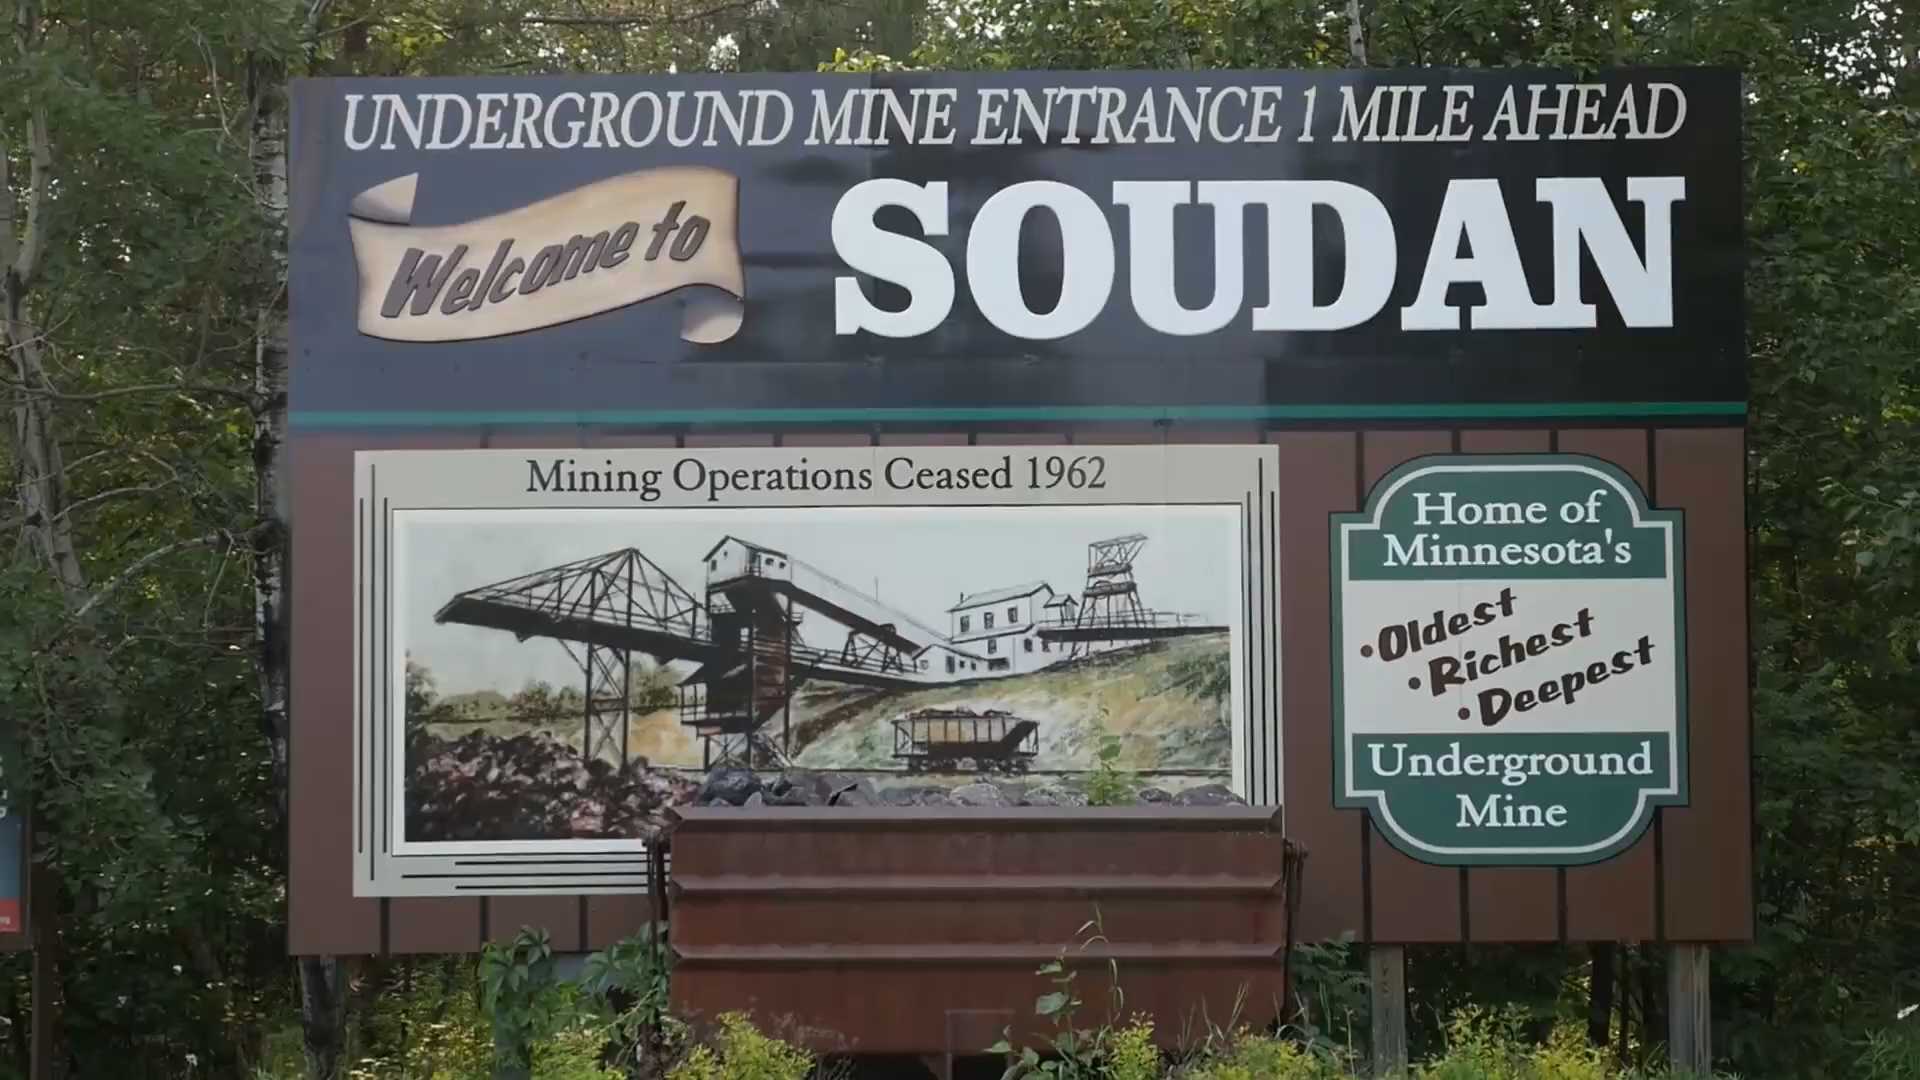 UNDERGROUND MINE ENTRANCE 1 MILE AHEAD
Welcome to
SOUDAN
Mining Operations Ceased 1962
Home of
Minnesota's
•Oldest
•Richest
•Deepest
Underground
Mine